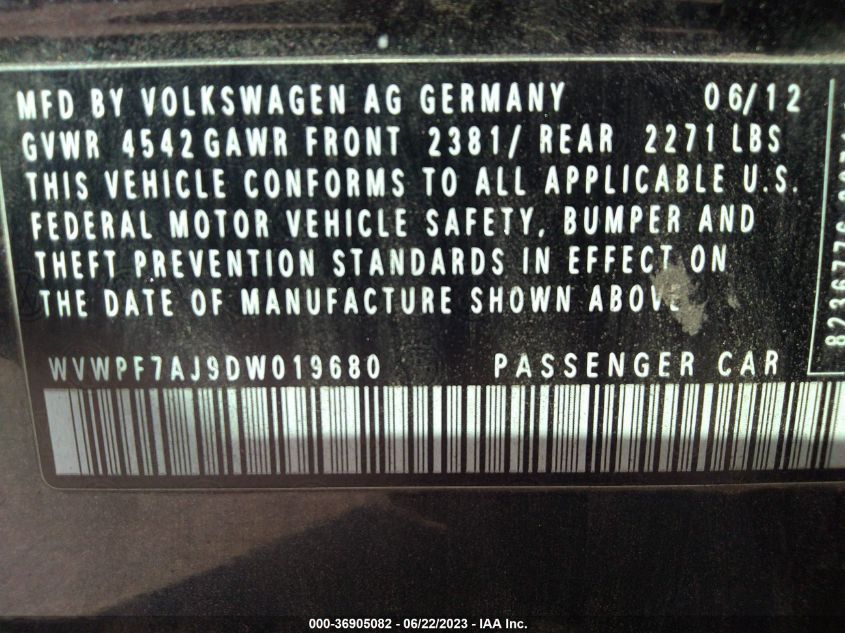 MFD BY VOLKSWAGEN AG GERMANY 06/12
GVWR 4542 GAWR FRONT 2381/ REAR 2271 LBS
THIS VEHICLE CONFORMS TO ALL APPLICABLE U.S.
FEDERAL MOTOR VEHICLE SAFETY, BUMPER AND
THEFT PREVENTION STANDARDS IN EFFECT ON
THE DATE OF MANUFACTURE SHOWN ABOVE
WVWPF7AJ9DW019680 PASSENGER CAR
000-36905082 - 06/22/2023 - IAA Inc.